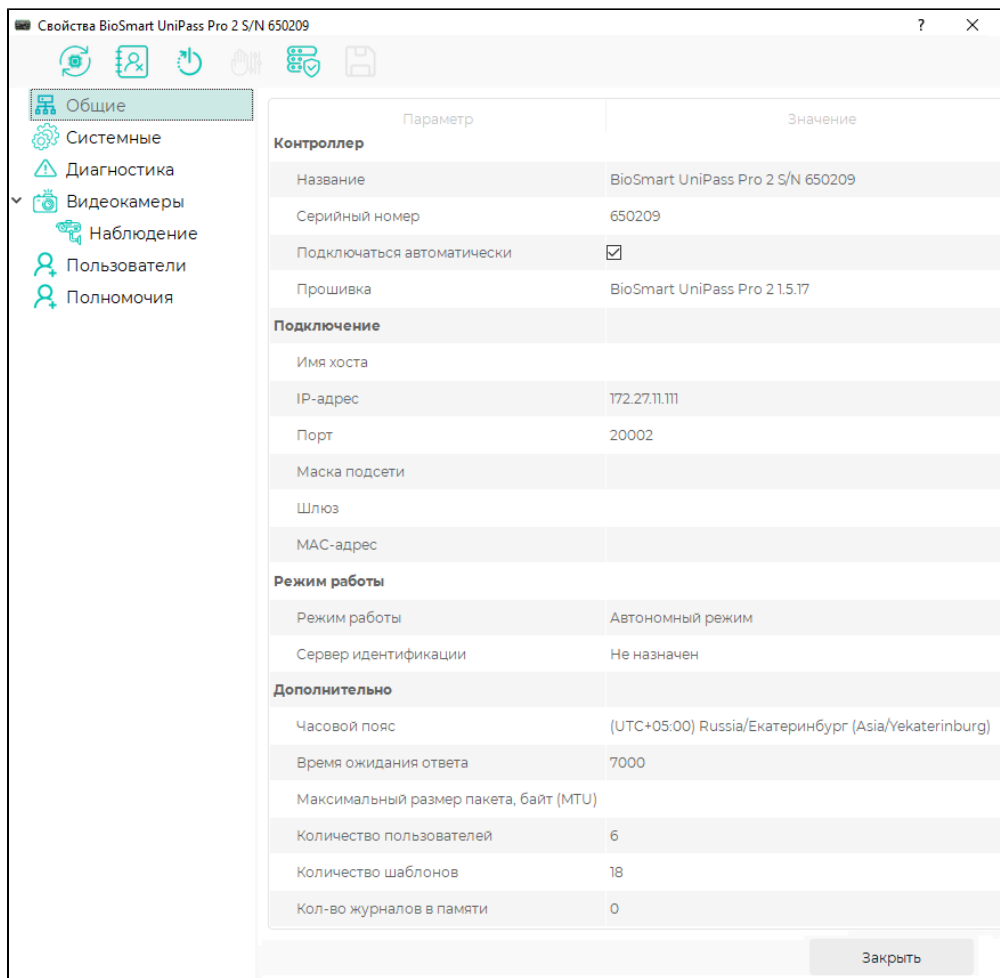 Свойства BioSmart UniPass Pro 2 S/N 650209
?
Общие
Системные
Диагностика
Видеокамеры
Наблюдение
Пользователи
Полномочия
Параметр Значение
Контроллер
Название BioSmart UniPass Pro 2 S/N 650209
Серийный номер 650209
Подключаться автоматически
Прошивка BioSmart UniPass Pro 2 1.5.17
Подключение
Имя хоста
IP-адрес 172.27.11.111
Порт 20002
Маска подсети
Шлюз
MAC-адрес
Режим работы
Режим работы Автономный режим
Сервер идентификации Не назначен
Дополнительно
Часовой пояс (UTC+05:00) Russia/Екатеринбург (Asia/Yekaterinburg)
Время ожидания ответа 7000
Максимальный размер пакета, байт (MTU)
Количество пользователей 6
Количество шаблонов 18
Кол-во журналов в памяти 0
Закрыть